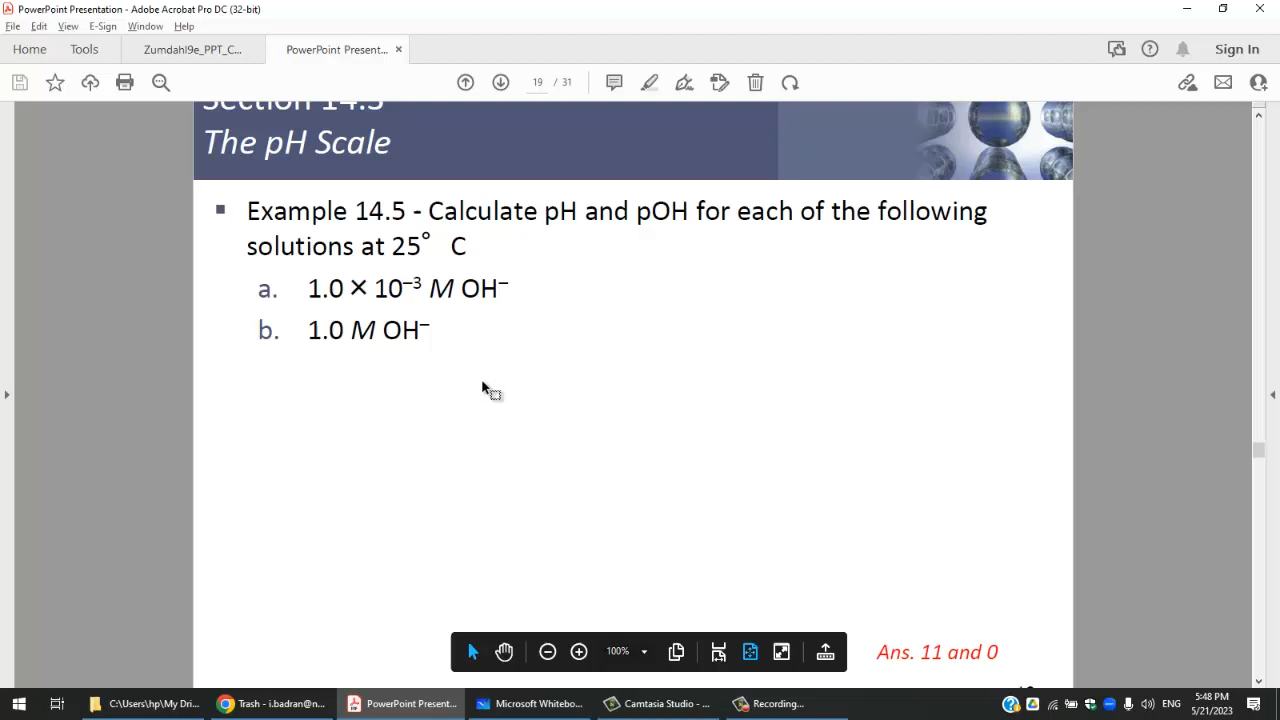 PowerPoint Presentation - Adobe Acrobat Pro DC (32-bit)
File Edit View E-Sign Window Help
Home Tools Zumdahl9e_PPT_C... PowerPoint Present... × Sign In
19 / 31
Section 14.3
The pH Scale
▪ Example 14.5 - Calculate pH and pOH for each of the following
solutions at 25° C
a. 1.0 × 10⁻³ M OH⁻
b. 1.0 M OH⁻
100%
Ans. 11 and 0
C:\Users\hp\My Dri... Trash - i.badran@n... PowerPoint Present... Microsoft Whitebo... Camtasia Studio - ... Recording... ENG 5:48 PM
5/21/2023